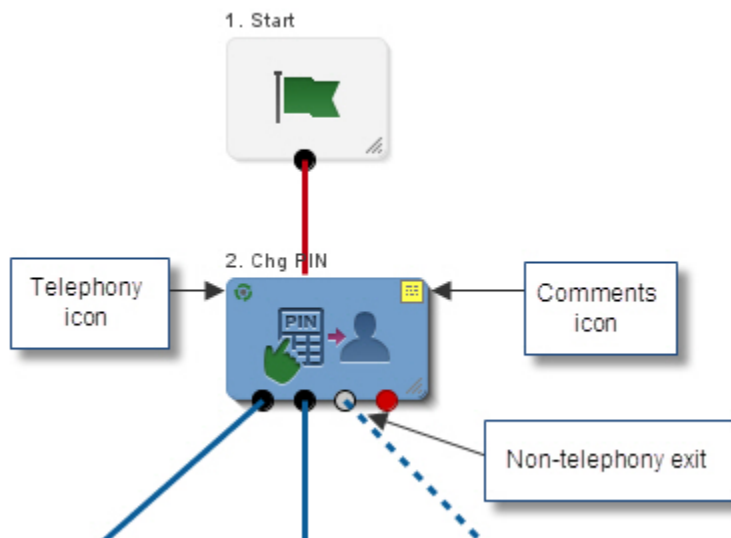 1. Start
2. Chg PIN
Telephony
icon
PIN
Comments
icon
Non-telephony exit